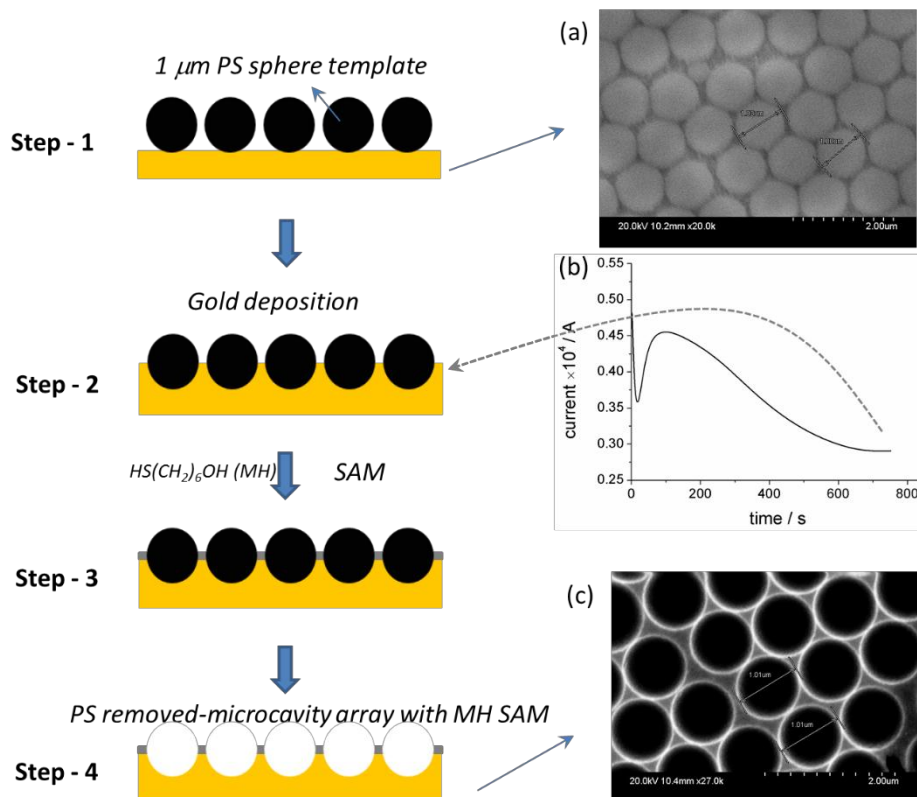 1 μm PS sphere template
Step - 1
Gold deposition
Step - 2
HS(CH₂)₆OH (MH)
SAM
Step - 3
PS removed-microcavity array with MH SAM
Step - 4
(a)
20.0kV 10.2mm x20.0k
2.00um
(b)
0.55
0.50
0.45
0.40
0.35
0.30
0.25
current ×10⁴ / A
0
200
400
600
800
time / s
(c)
1.01um
1.01um
20.0kV 10.4mm x27.0k
2.00um